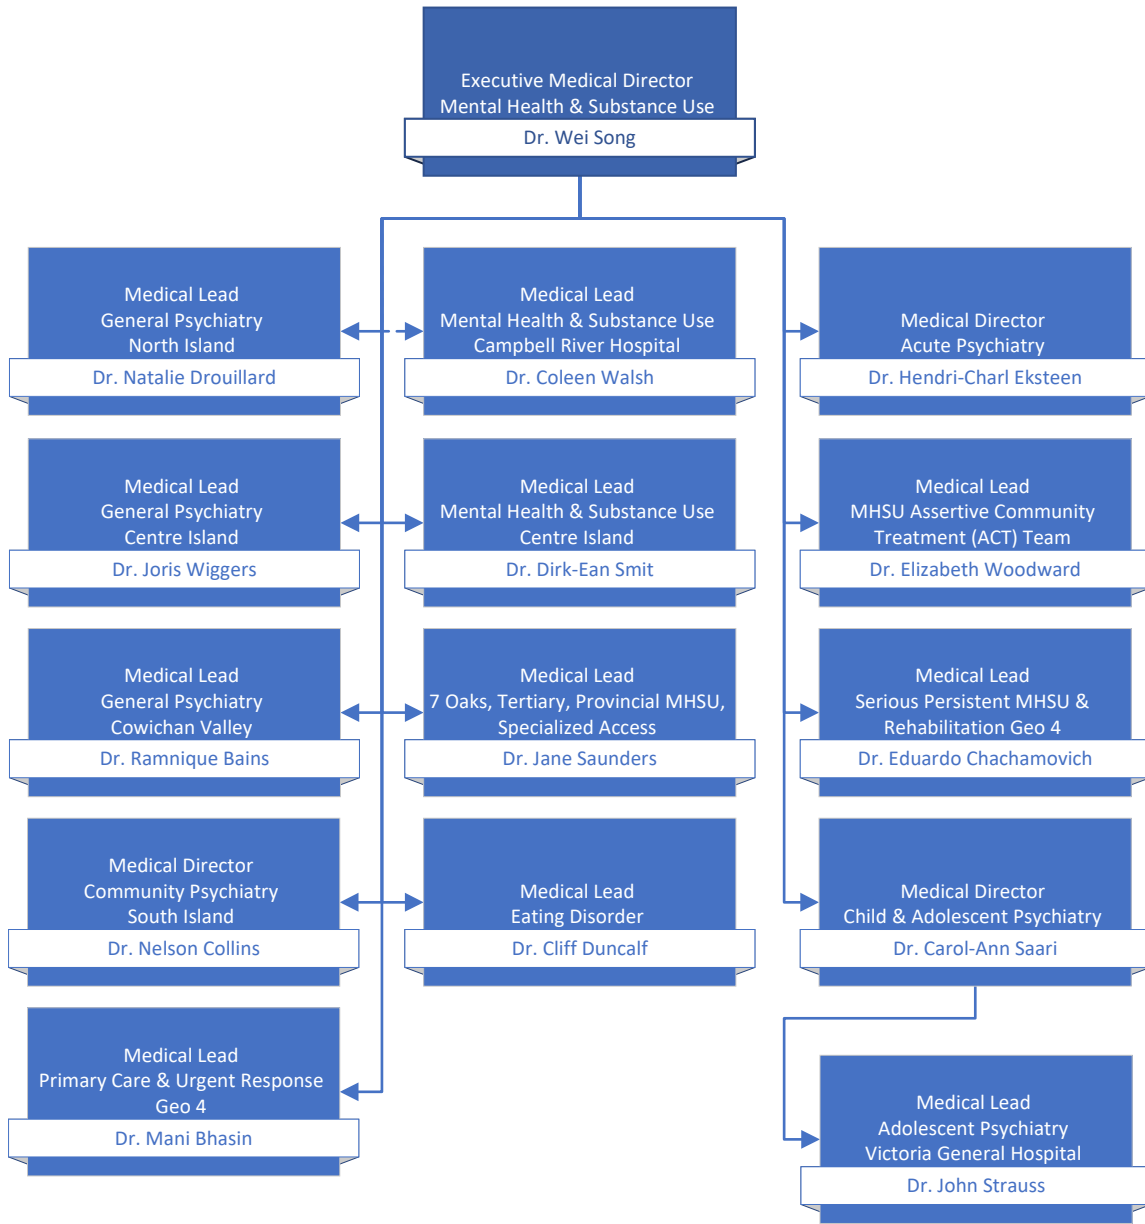 Executive Medical Director
Mental Health & Substance Use
Dr. Wei Song
Medical Lead
General Psychiatry
North Island
Dr. Natalie Drouillard
Medical Lead
Mental Health & Substance Use
Campbell River Hospital
Dr. Coleen Walsh
Medical Director
Acute Psychiatry
Dr. Hendri-Charl Eksteen
Medical Lead
General Psychiatry
Centre Island
Dr. Joris Wiggers
Medical Lead
Mental Health & Substance Use
Centre Island
Dr. Dirk-Ean Smit
Medical Lead
MHSU Assertive Community
Treatment (ACT) Team
Dr. Elizabeth Woodward
Medical Lead
General Psychiatry
Cowichan Valley
Dr. Ramnique Bains
Medical Lead
7 Oaks, Tertiary, Provincial MHSU,
Specialized Access
Dr. Jane Saunders
Medical Lead
Serious Persistent MHSU &
Rehabilitation Geo 4
Dr. Eduardo Chachamovich
Medical Director
Community Psychiatry
South Island
Dr. Nelson Collins
Medical Lead
Eating Disorder
Dr. Cliff Duncalf
Medical Director
Child & Adolescent Psychiatry
Dr. Carol-Ann Saari
Medical Lead
Primary Care & Urgent Response
Geo 4
Dr. Mani Bhasin
Medical Lead
Adolescent Psychiatry
Victoria General Hospital
Dr. John Strauss